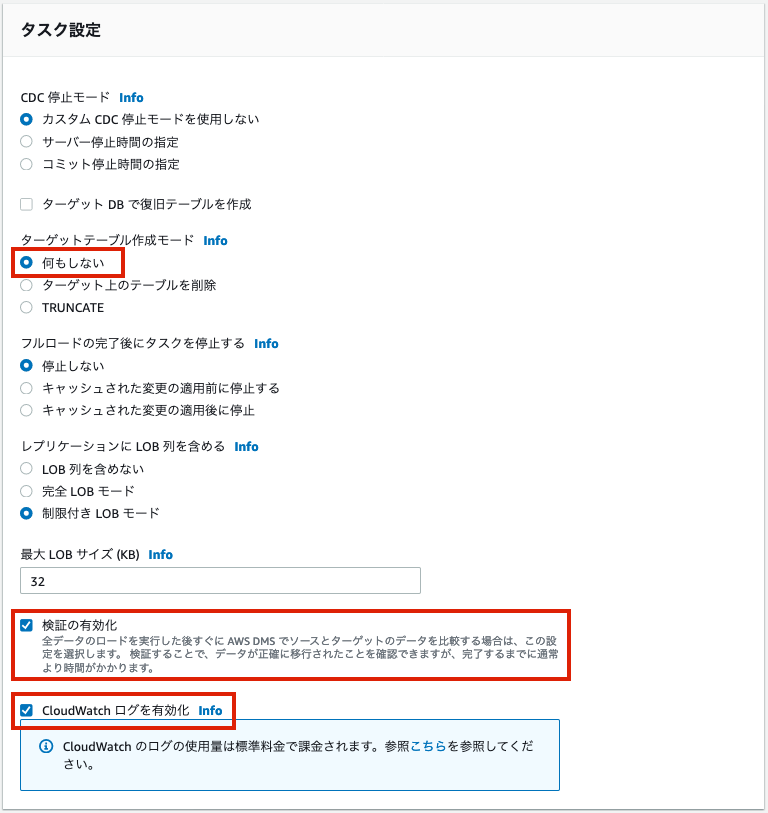 タスク設定
CDC 停止モード Info
カスタム CDC 停止モードを使用しない
サーバー停止時間の指定
コミット停止時間の指定
ターゲット DB で復旧テーブルを作成
ターゲットテーブル作成モード Info
何もしない
ターゲット上のテーブルを削除
TRUNCATE
フルロードの完了後にタスクを停止する Info
停止しない
キャッシュされた変更の適用前に停止する
キャッシュされた変更の適用後に停止
レプリケーションに LOB 列を含める Info
LOB 列を含めない
完全 LOB モード
制限付き LOB モード
最大 LOB サイズ (KB) Info
32
検証の有効化
全データのロードを実行した後すぐに AWS DMS でソースとターゲットのデータを比較する場合は、この設
定を選択します。 検証することで、データが正確に移行されたことを確認できますが、完了するまでに通常
より時間がかかります。
CloudWatch ログを有効化 Info
CloudWatch のログの使用量は標準料金で課金されます。参照こちらを参照してくだ
さい。